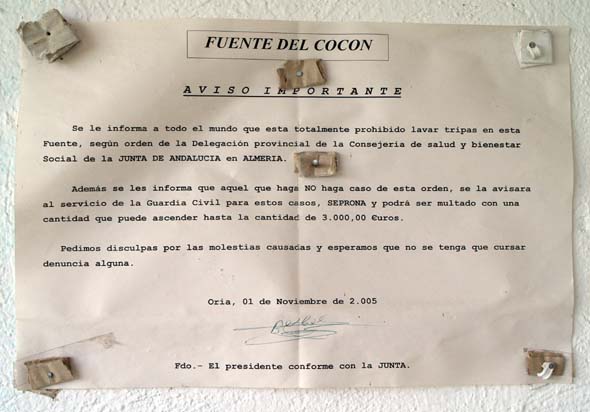 FUENTE DEL COCON
AVISO IMPORTANTE
Se le informa a todo el mundo que esta totalmente prohibido lavar tripas en esta
Fuente, según orden de la Delegación provincial de la Consejeria de salud y bienestar
Social de la JUNTA DE ANDALUCIA en ALMERIA.
Además se les informa que aquel que haga NO haga caso de esta orden, se la avisara
al servicio de la Guardia Civil para estos casos, SEPRONA y podrá ser multado con una
cantidad que puede ascender hasta la cantidad de 3.000,00 €uros.
Pedimos disculpas por las molestias causadas y esperamos que no se tenga que cursar
denuncia alguna.
Oria, 01 de Noviembre de 2.005
Fdo.- El presidente conforme con la JUNTA.